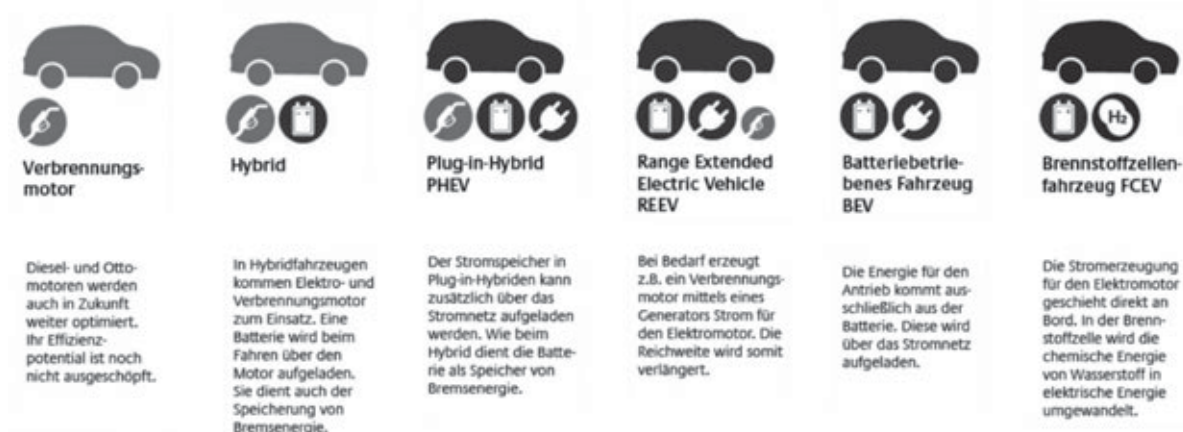 H₂
Verbrennungs-
motor
Diesel- und Otto-
motoren werden
auch in Zukunft
weiter optimiert.
Ihr Effizienz-
potential ist noch
nicht ausgeschöpft.
Hybrid
In Hybridfahrzeugen
kommen Elektro- und
Verbrennungsmotor
zum Einsatz. Eine
Batterie wird beim
Fahren über den
Motor aufgeladen.
Sie dient auch der
Speicherung von
Bremsenergie.
Plug-in-Hybrid
PHEV
Der Stromspeicher in
Plug-in-Hybriden kann
zusätzlich über das
Stromnetz aufgeladen
werden. Wie beim
Hybrid dient die Batte-
rie als Speicher von
Bremsenergie.
Range Extended
Electric Vehicle
REEV
Bei Bedarf erzeugt
z.B. ein Verbrennungs-
motor mittels eines
Generators Strom für
den Elektromotor. Die
Reichweite wird somit
verlängert.
Batteriebetrie-
benes Fahrzeug
BEV
Die Energie für den
Antrieb kommt aus-
schließlich aus der
Batterie. Diese wird
über das Stromnetz
aufgeladen.
Brennstoffzellen-
fahrzeug FCEV
Die Stromerzeugung
für den Elektromotor
geschieht direkt an
Bord. In der Brenn-
stoffzelle wird die
chemische Energie
von Wasserstoff in
elektrische Energie
umgewandelt.